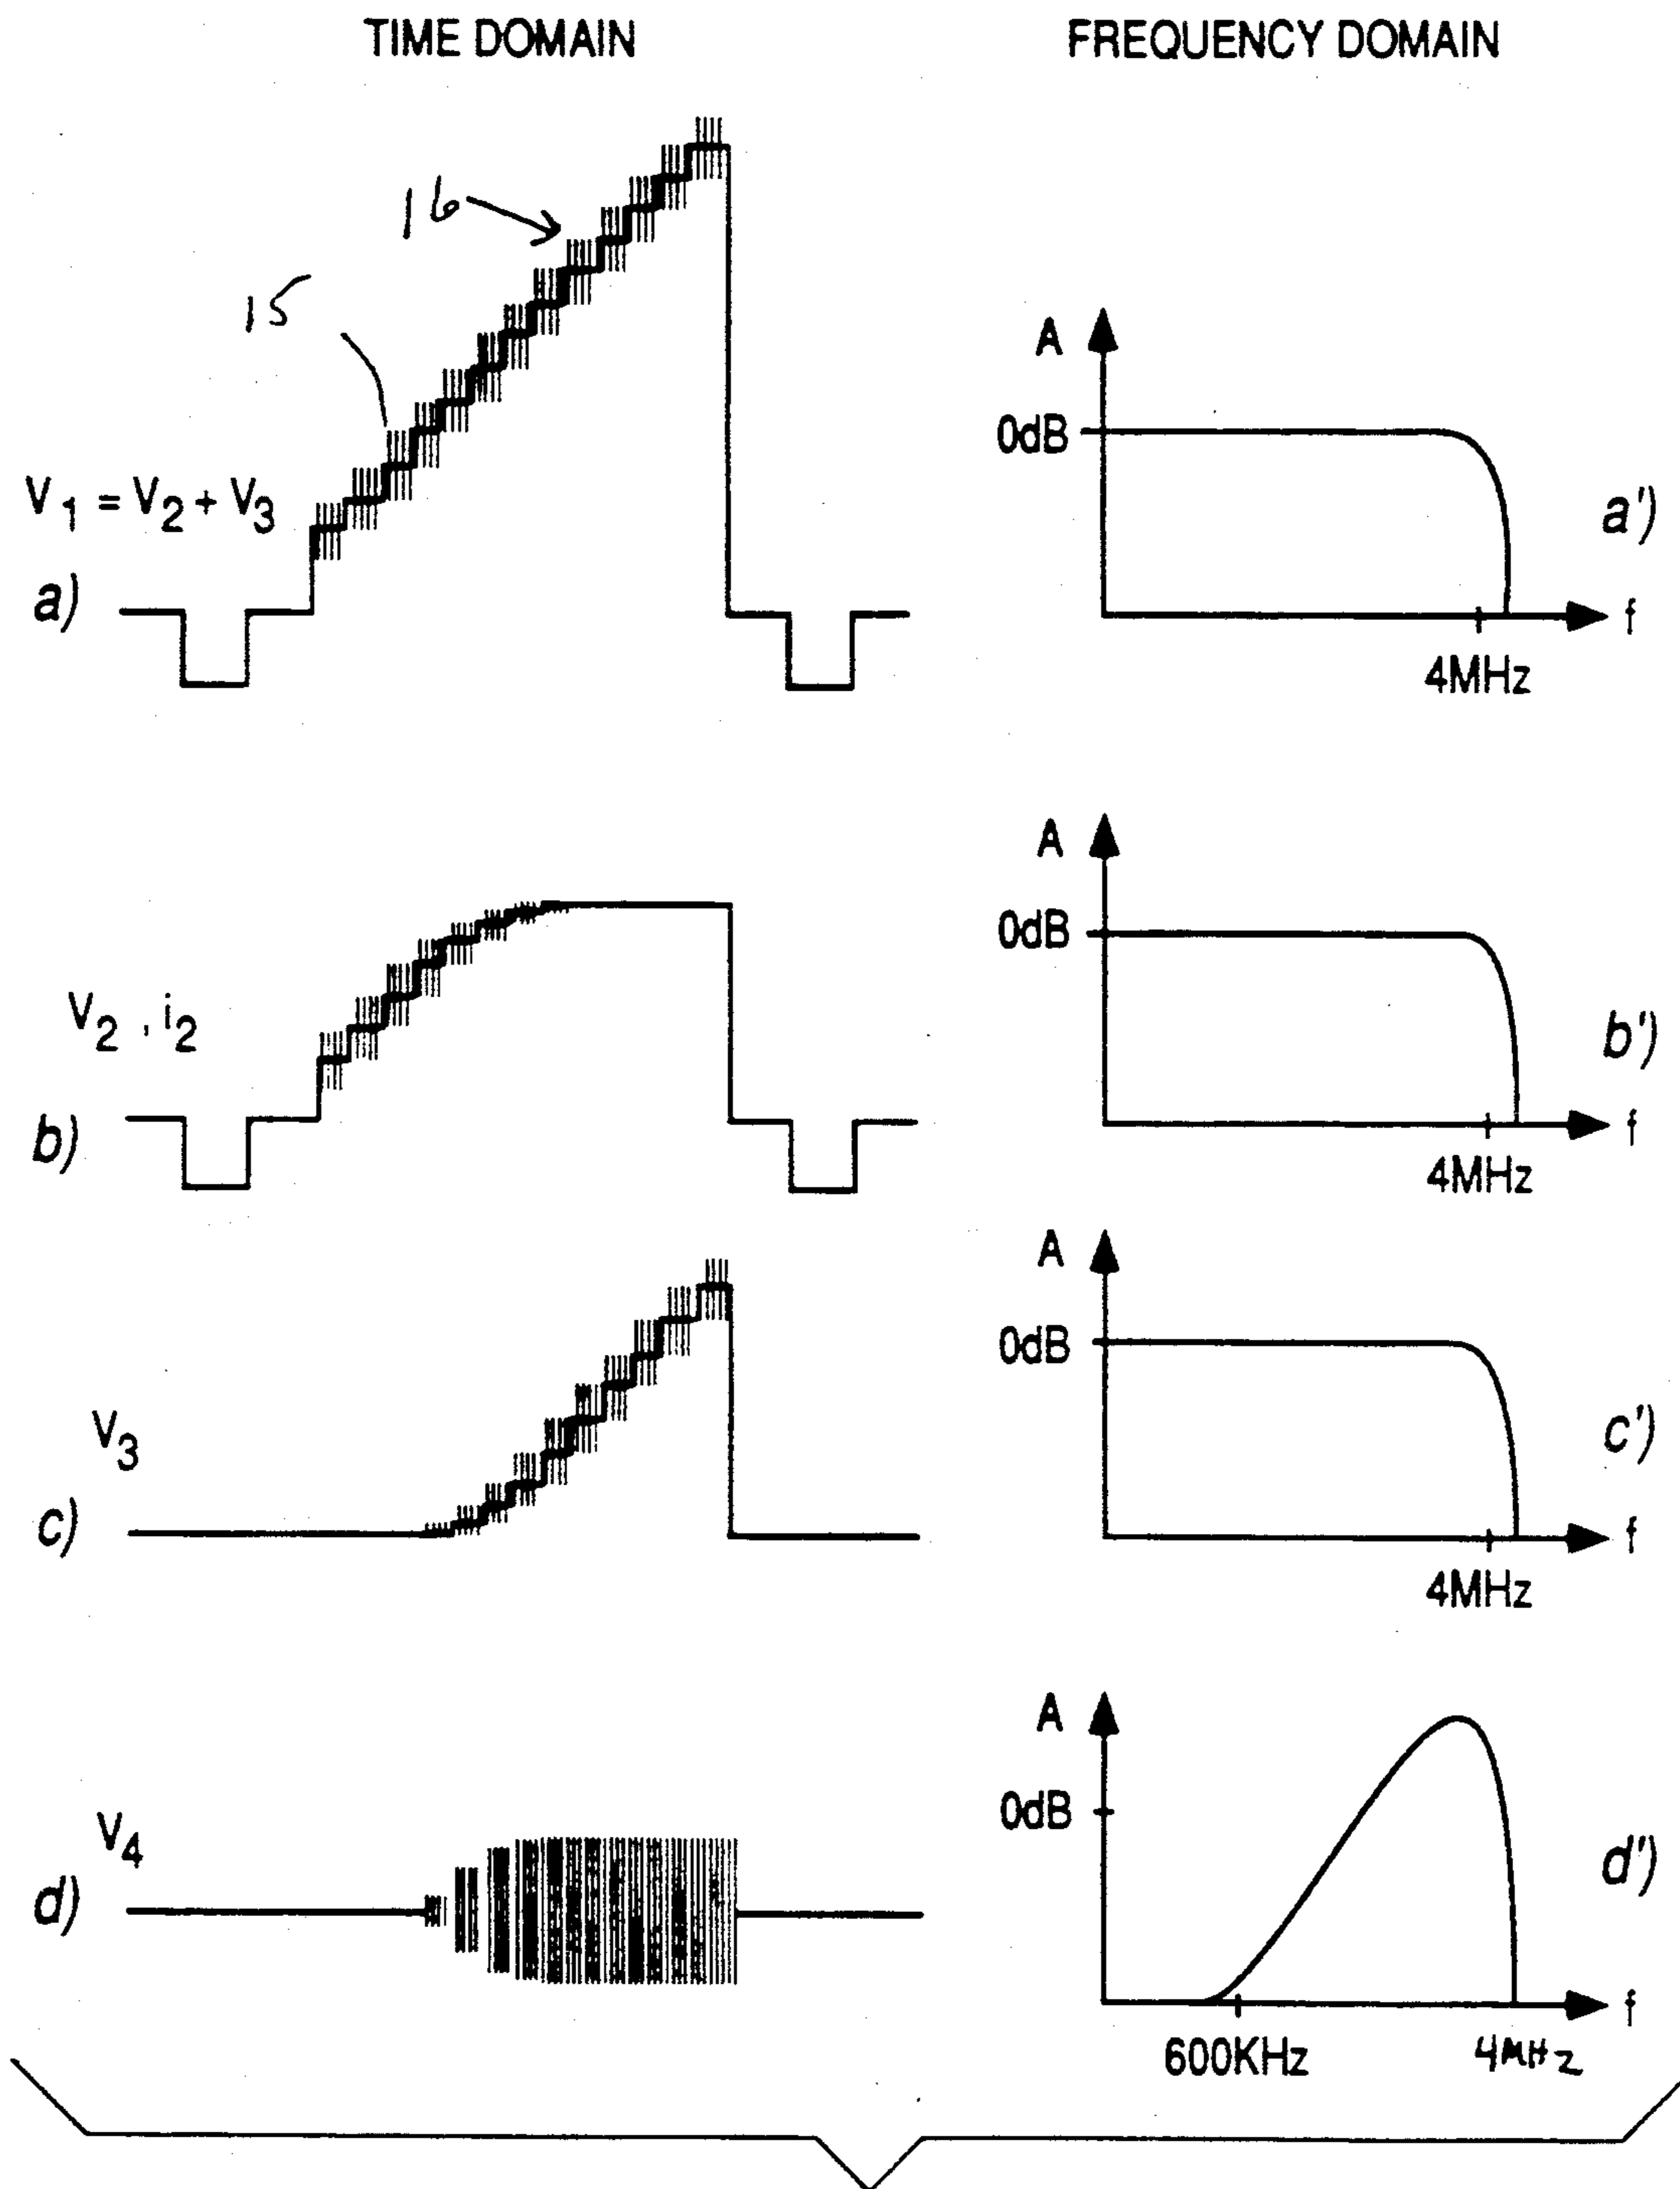 TIME DOMAIN
FREQUENCY DOMAIN
16
15
V1 = V2 + V3
a)
A
0dB
f
4MHz
a')
V2 , i2
b)
A
0dB
f
4MHz
b')
V3
c)
A
0dB
f
4MHz
c')
V4
d)
A
0dB
f
600KHz
4MHz
d')